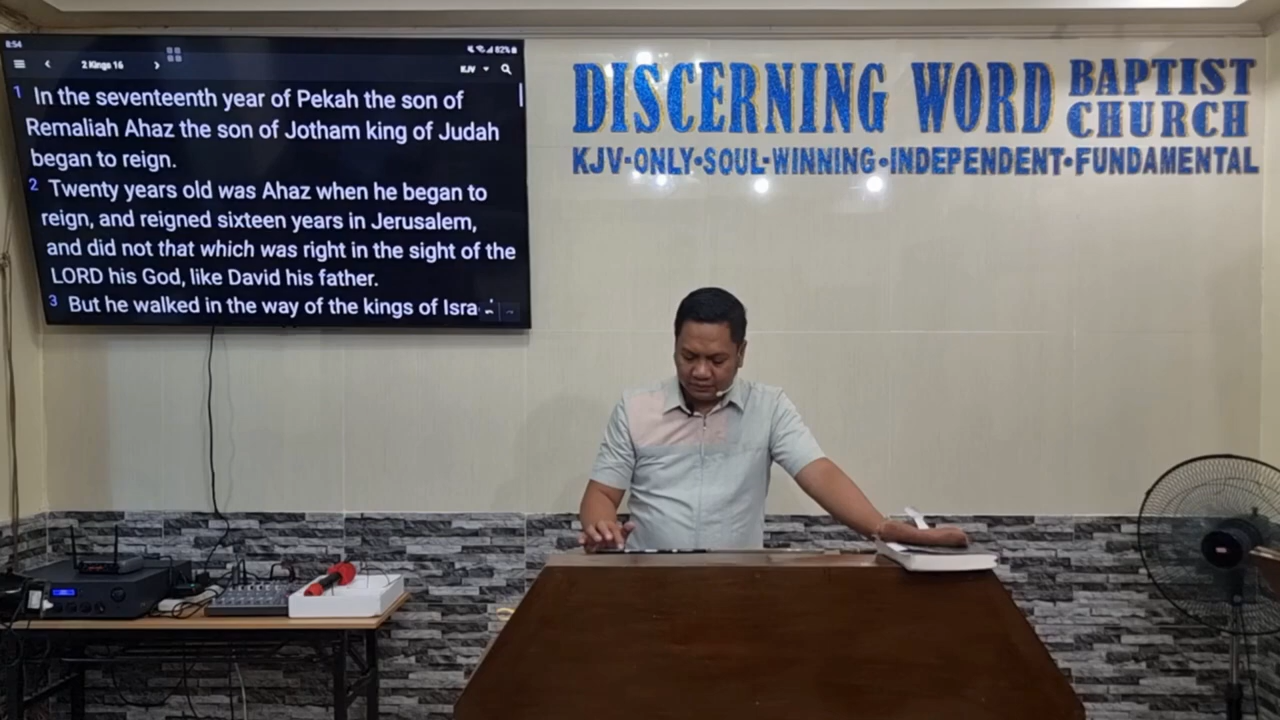 8:54
82%
2 Kings 16
KJV
1 In the seventeenth year of Pekah the son of
Remaliah Ahaz the son of Jotham king of Judah
began to reign.
2 Twenty years old was Ahaz when he began to
reign, and reigned sixteen years in Jerusalem,
and did not that which was right in the sight of the
LORD his God, like David his father.
3 But he walked in the way of the kings of Isra
DISCERNING WORD BAPTIST
CHURCH
KJV-ONLY•SOUL-WINNING•INDEPENDENT•FUNDAMENTAL